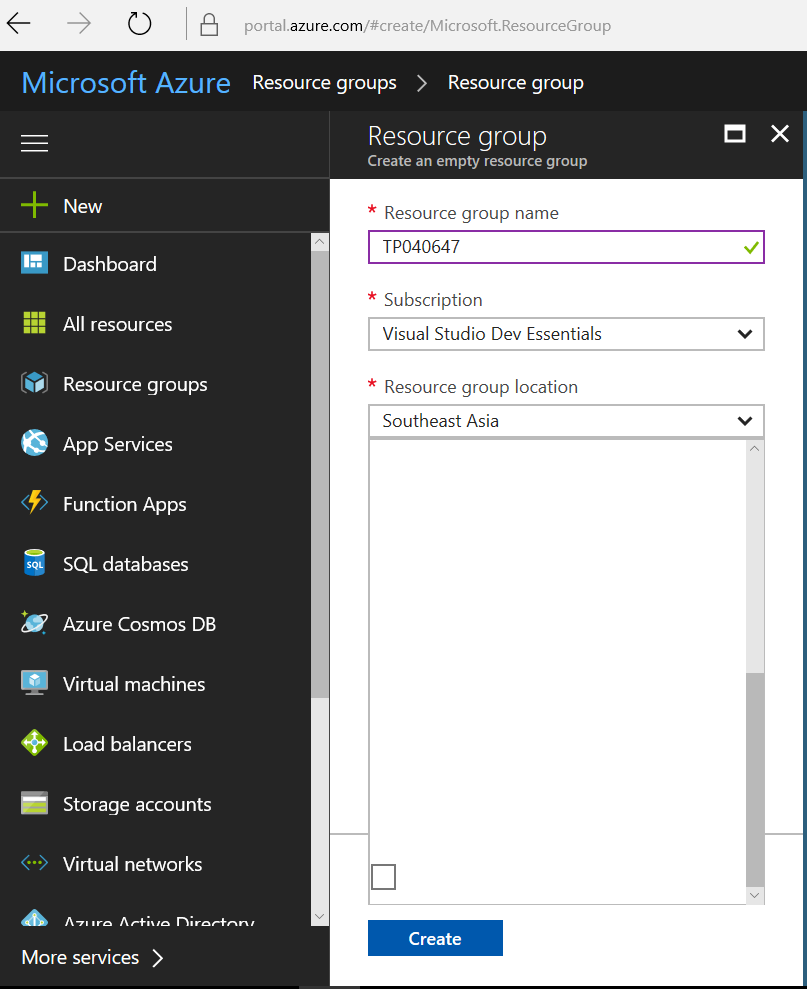 portal.azure.com/#create/Microsoft.ResourceGroup
Microsoft Azure Resource groups > Resource group
Resource group
Create an empty resource group
New
Dashboard
All resources
Resource groups
App Services
Function Apps
SQL databases
SQL
Azure Cosmos DB
Virtual machines
Load balancers
Storage accounts
Virtual networks
Azure Active Directory
More services >
* Resource group name
TP040647
* Subscription
Visual Studio Dev Essentials
* Resource group location
Southeast Asia
Create